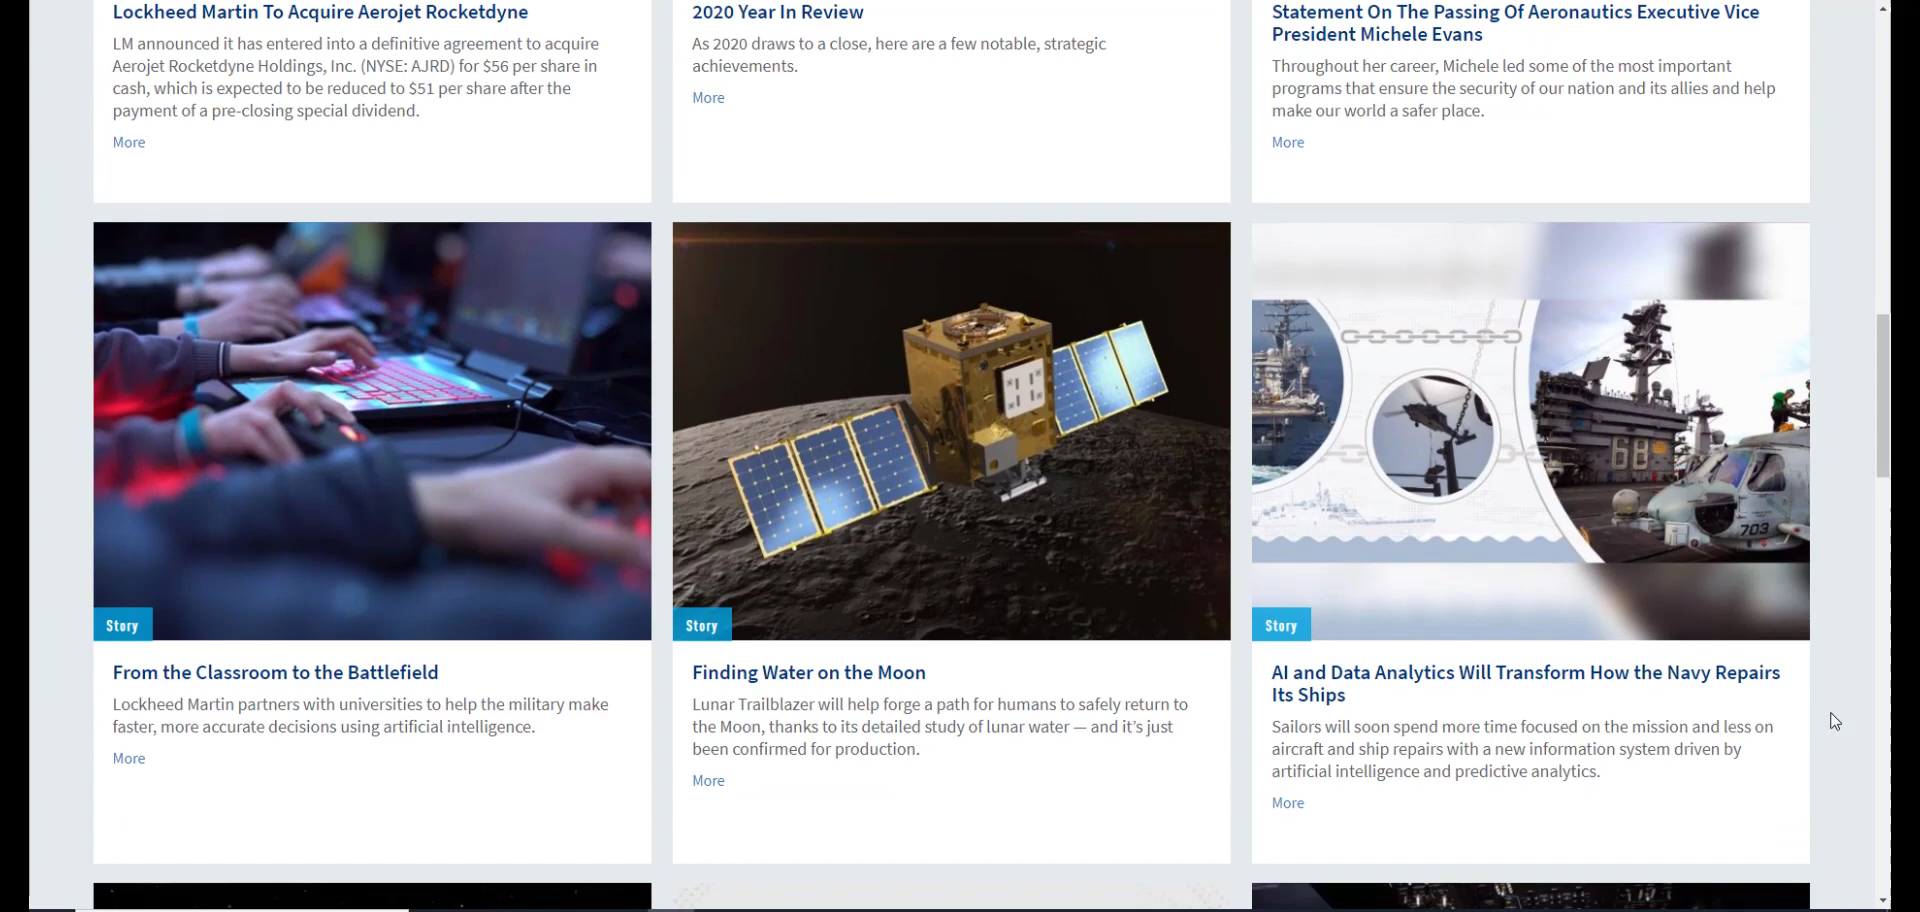 Lockheed Martin To Acquire Aerojet Rocketdyne
LM announced it has entered into a definitive agreement to acquire
Aerojet Rocketdyne Holdings, Inc. (NYSE: AJRD) for $56 per share in
cash, which is expected to be reduced to $51 per share after the
payment of a pre-closing special dividend.
More
2020 Year In Review
As 2020 draws to a close, here are a few notable, strategic
achievements.
More
Statement On The Passing Of Aeronautics Executive Vice
President Michele Evans
Throughout her career, Michele led some of the most important
programs that ensure the security of our nation and its allies and help
make our world a safer place.
More
Story
From the Classroom to the Battlefield
Lockheed Martin partners with universities to help the military make
faster, more accurate decisions using artificial intelligence.
More
Story
Finding Water on the Moon
Lunar Trailblazer will help forge a path for humans to safely return to
the Moon, thanks to its detailed study of lunar water — and it’s just
been confirmed for production.
More
68
703
Story
AI and Data Analytics Will Transform How the Navy Repairs
Its Ships
Sailors will soon spend more time focused on the mission and less on
aircraft and ship repairs with a new information system driven by
artificial intelligence and predictive analytics.
More